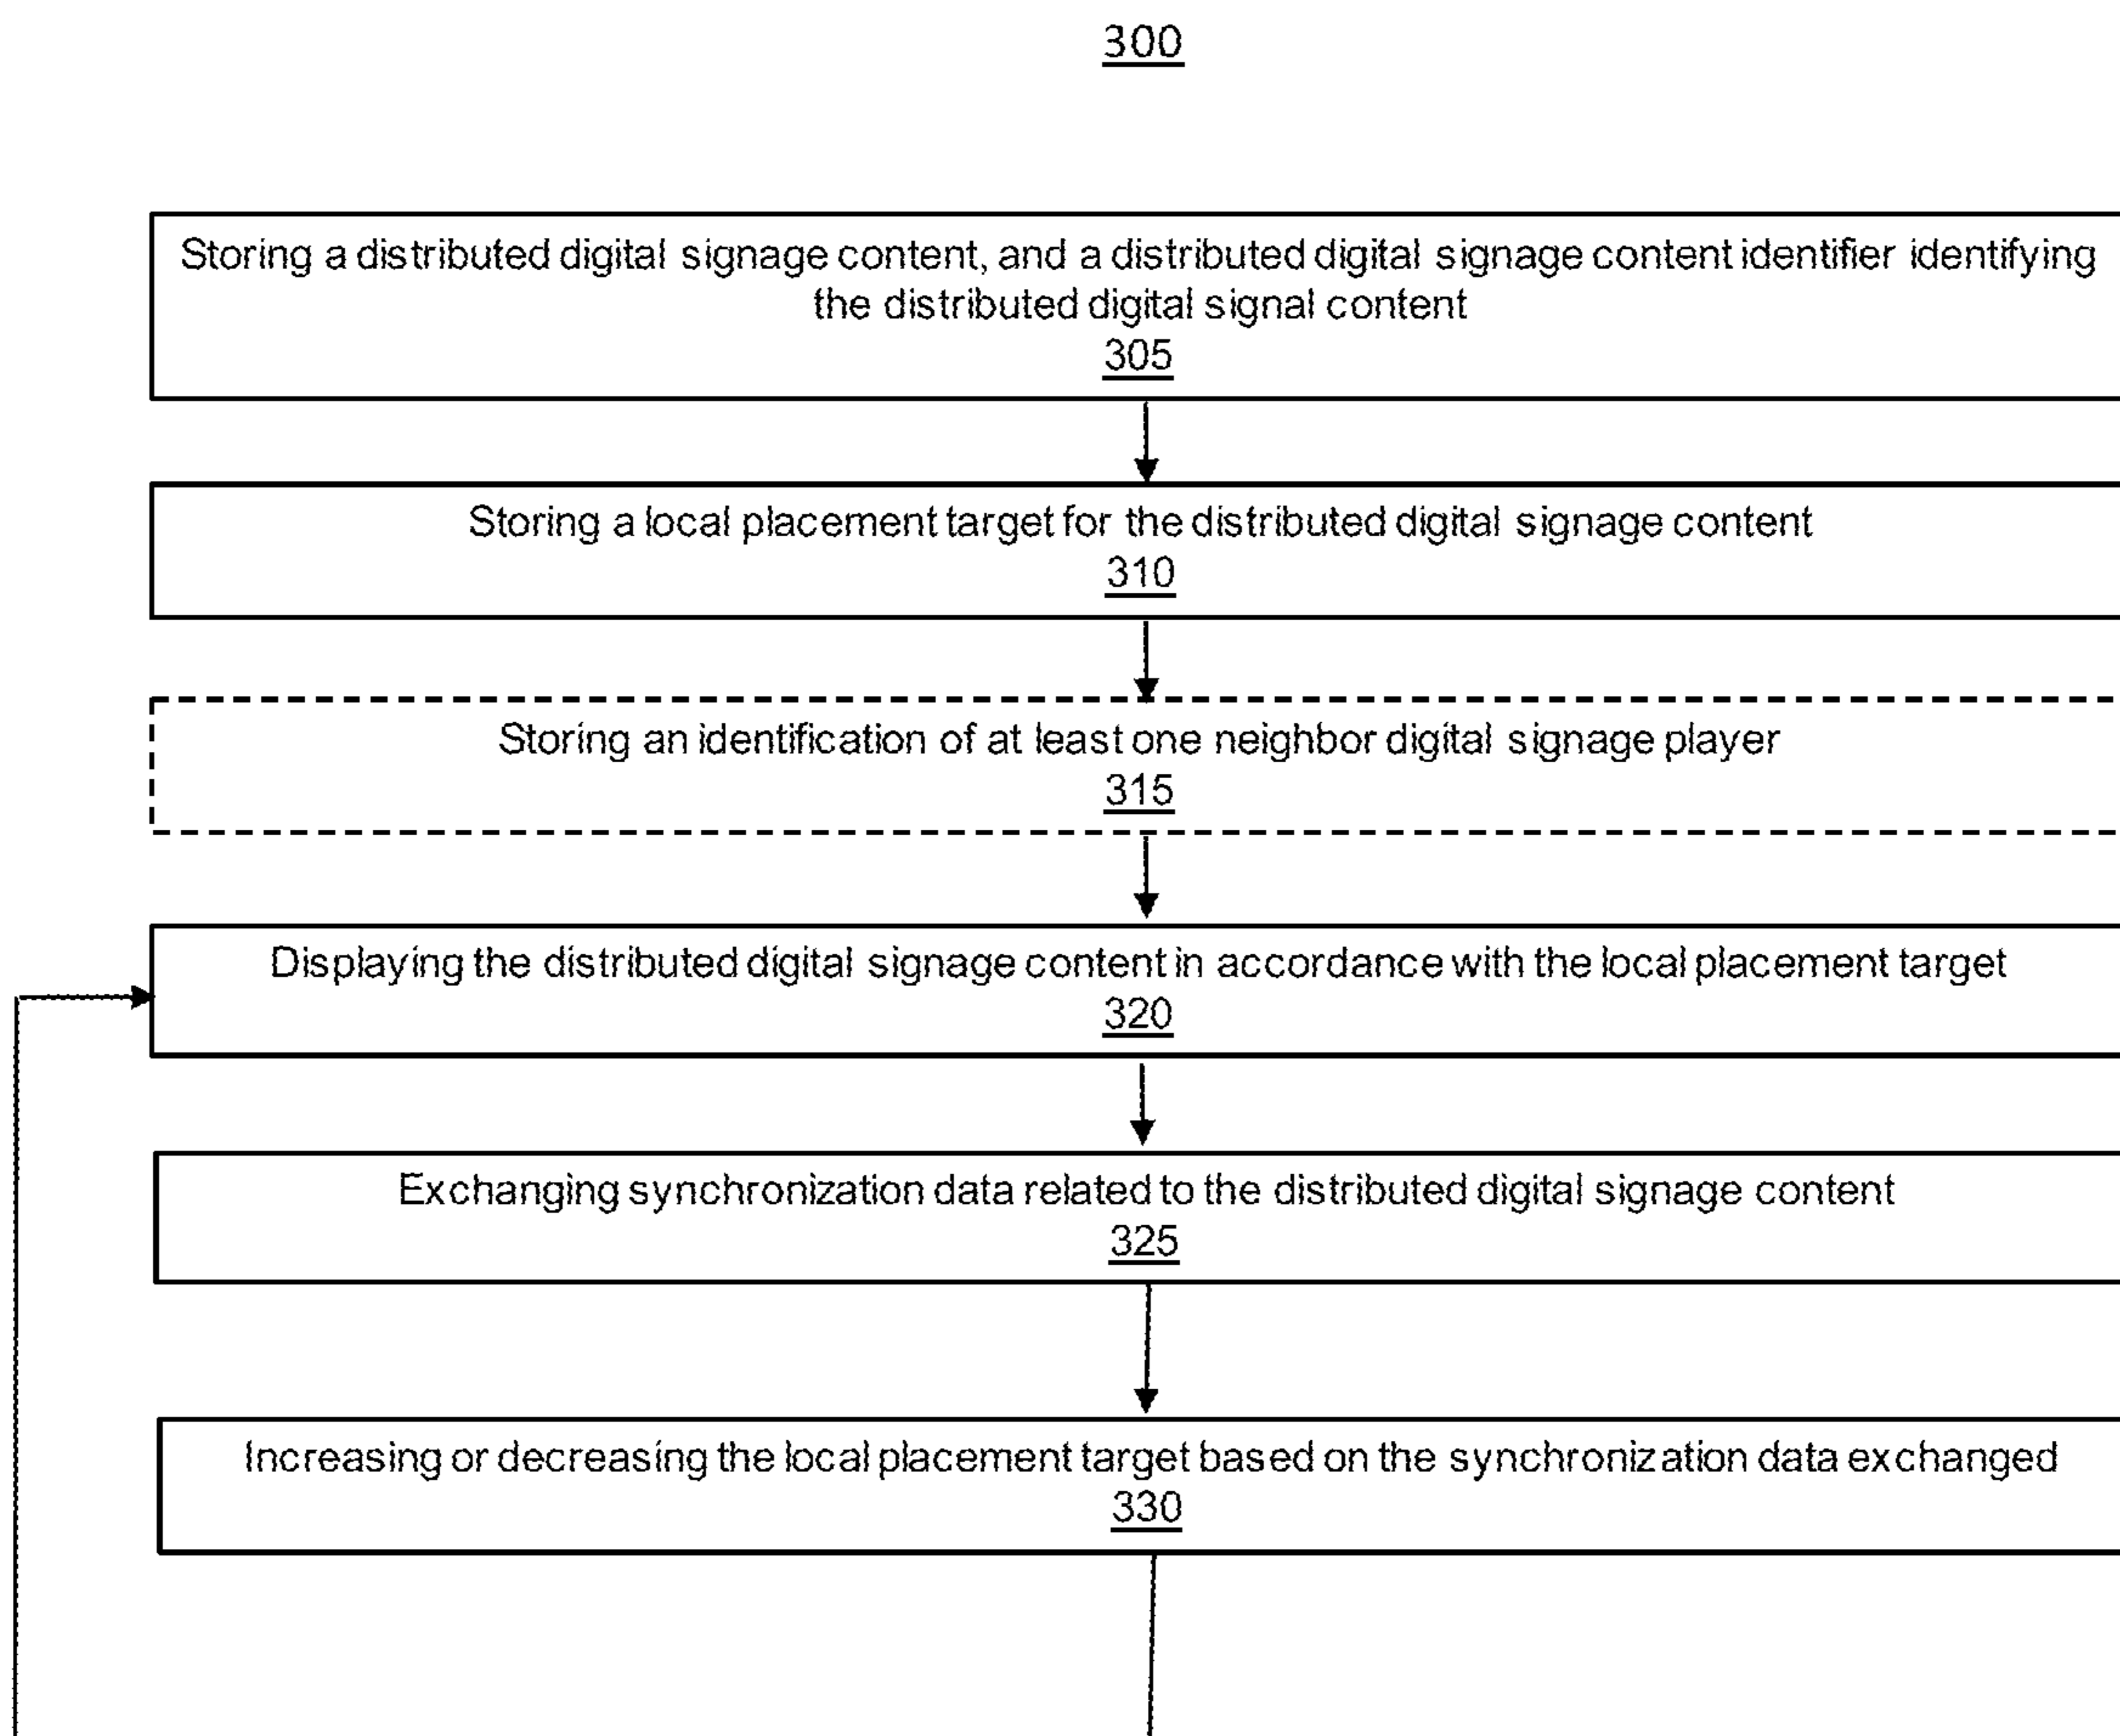 300
Storing a distributed digital signage content, and a distributed digital signage content identifier identifying
the distributed digital signal content
305
Storing a local placement target for the distributed digital signage content
310
Storing an identification of at least one neighbor digital signage player
315
Displaying the distributed digital signage content in accordance with the local placement target
320
Exchanging synchronization data related to the distributed digital signage content
325
Increasing or decreasing the local placement target based on the synchronization data exchanged
330